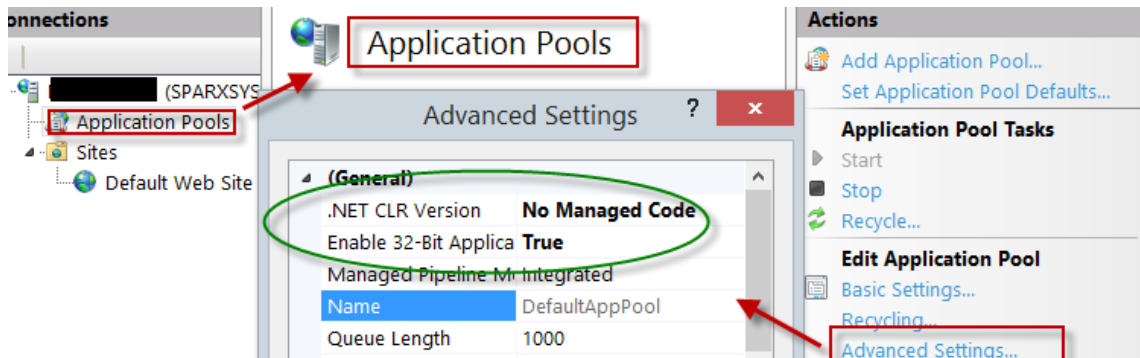 onnections
(SPARXSYS
Application Pools
Sites
Default Web Site
Application Pools
Advanced Settings
?
x
(General)
.NET CLR Version No Managed Code
Enable 32-Bit Applica True
Managed Pipeline Mo Integrated
Name DefaultAppPool
Queue Length 1000
Actions
Add Application Pool...
Set Application Pool Defaults...
Application Pool Tasks
Start
Stop
Recycle...
Edit Application Pool
Basic Settings...
Recycling...
Advanced Settings...